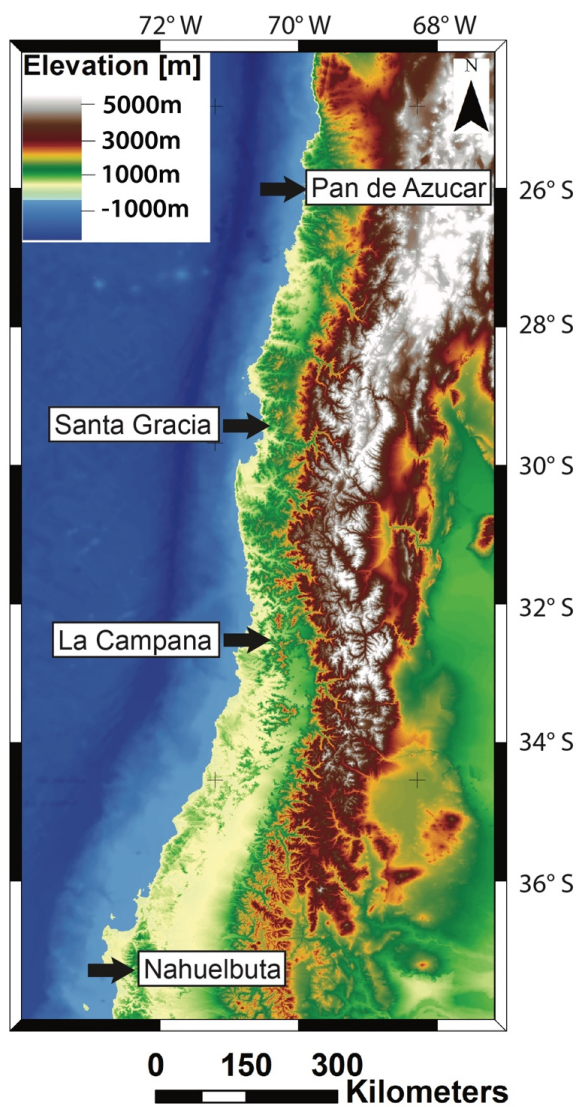 72° W 70° W 68° W
Elevation [m]
5000m
3000m
1000m
-1000m
N
Pan de Azucar
26° S
28° S
Santa Gracia
30° S
La Campana
32° S
34° S
36° S
Nahuelbuta
0 150 300
Kilometers